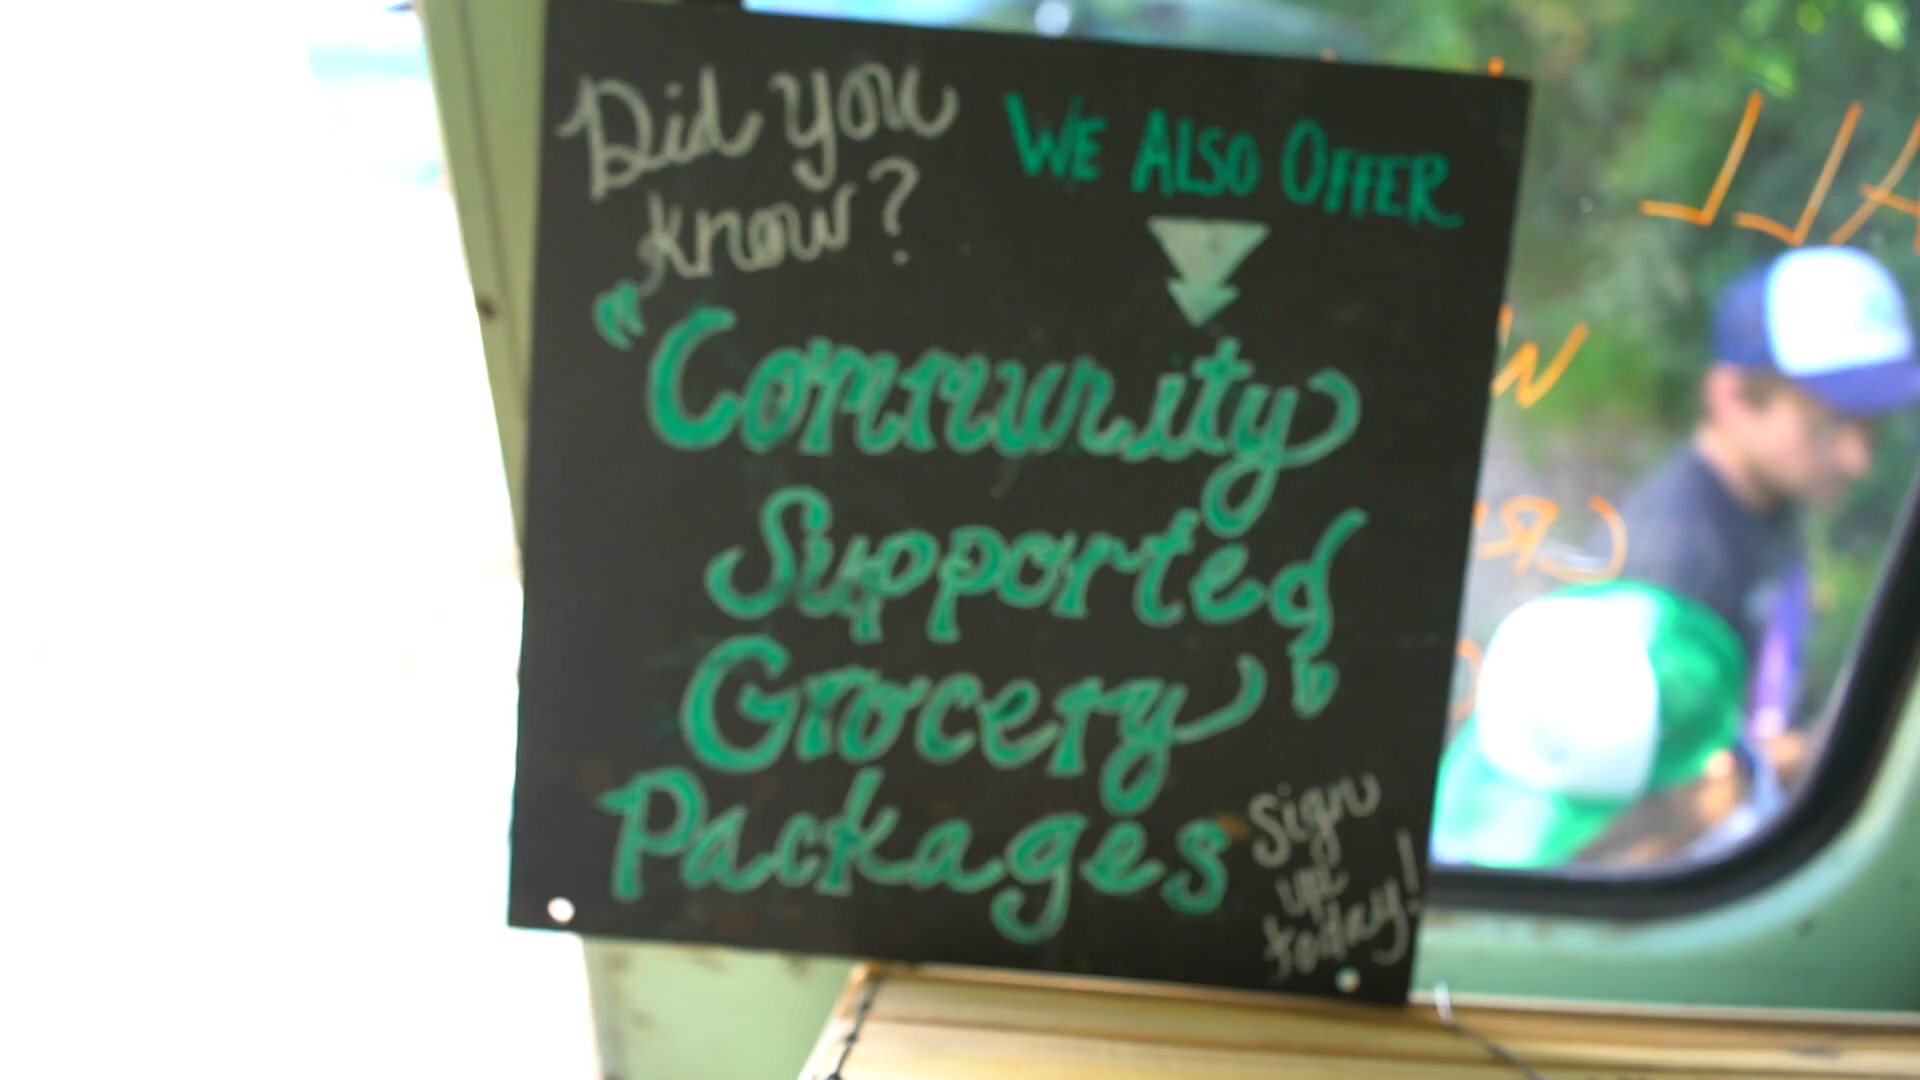 Did you
know?
WE ALSO OFFER
"Community
Supported
Grocery"
Packages
Sign
up
today!